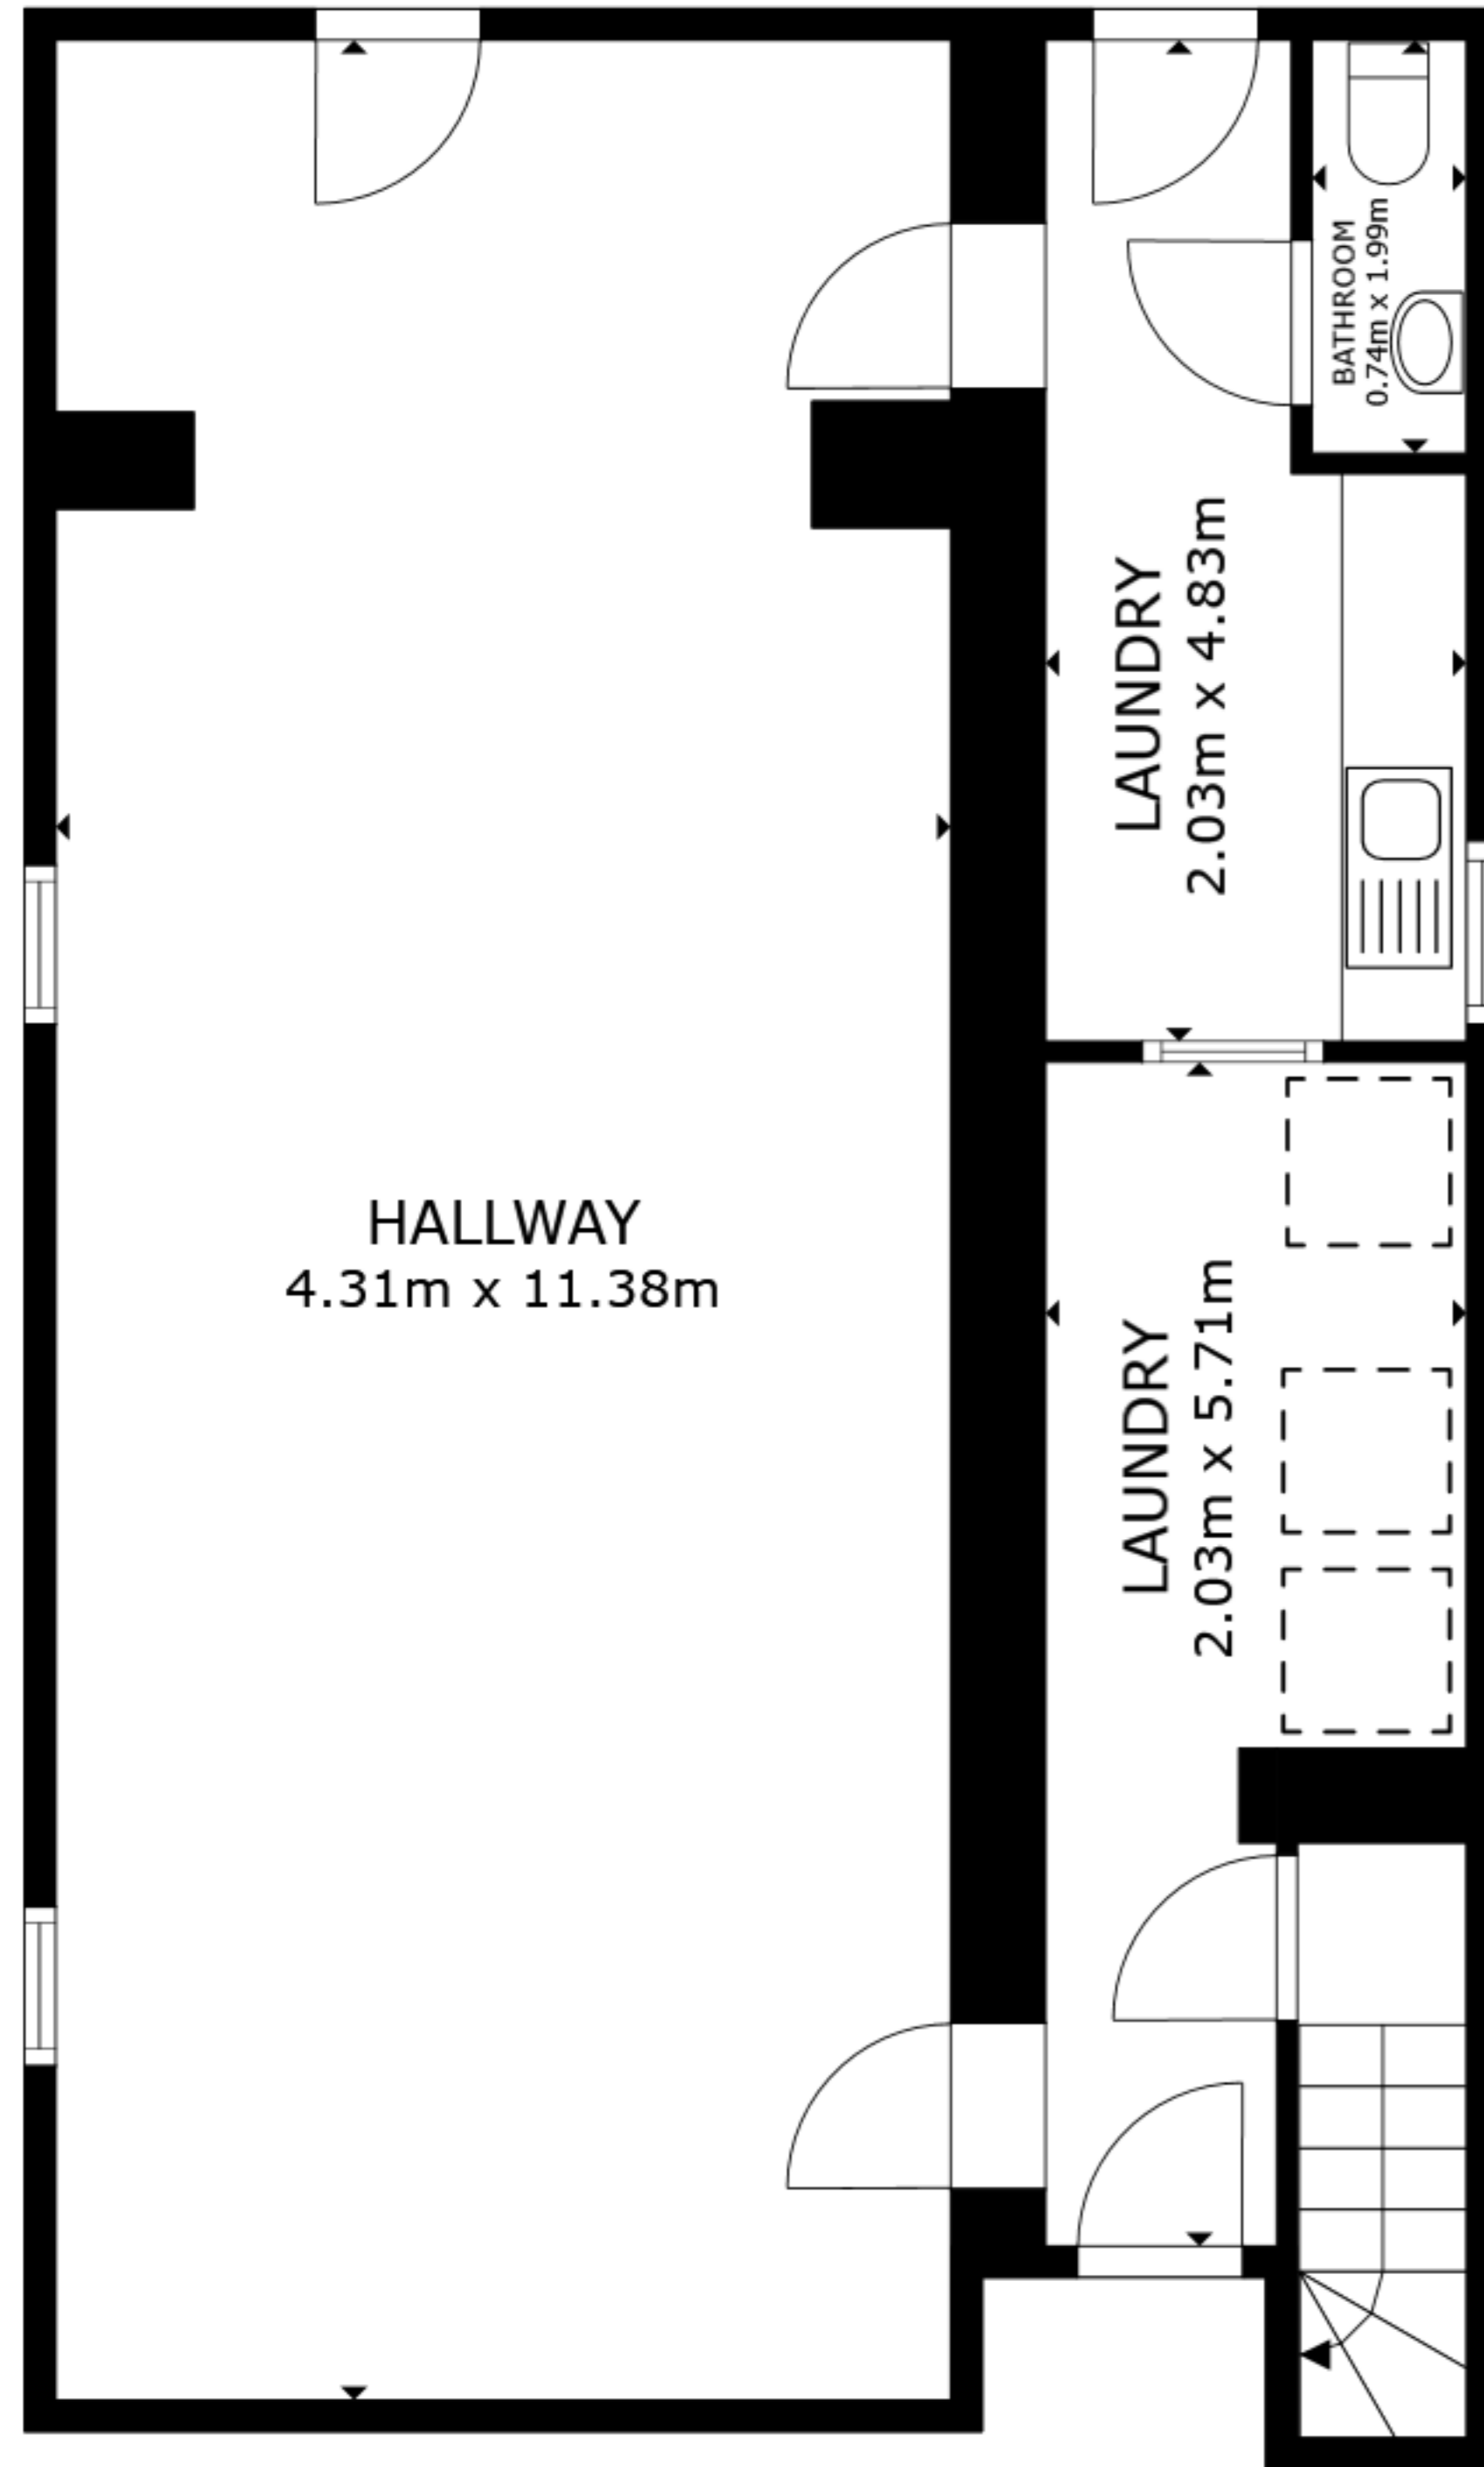 BATHROOM
0.74m x 1.99m
LAUNDRY
2.03m x 4.83m
HALLWAY
4.31m x 11.38m
LAUNDRY
2.03m x 5.71m